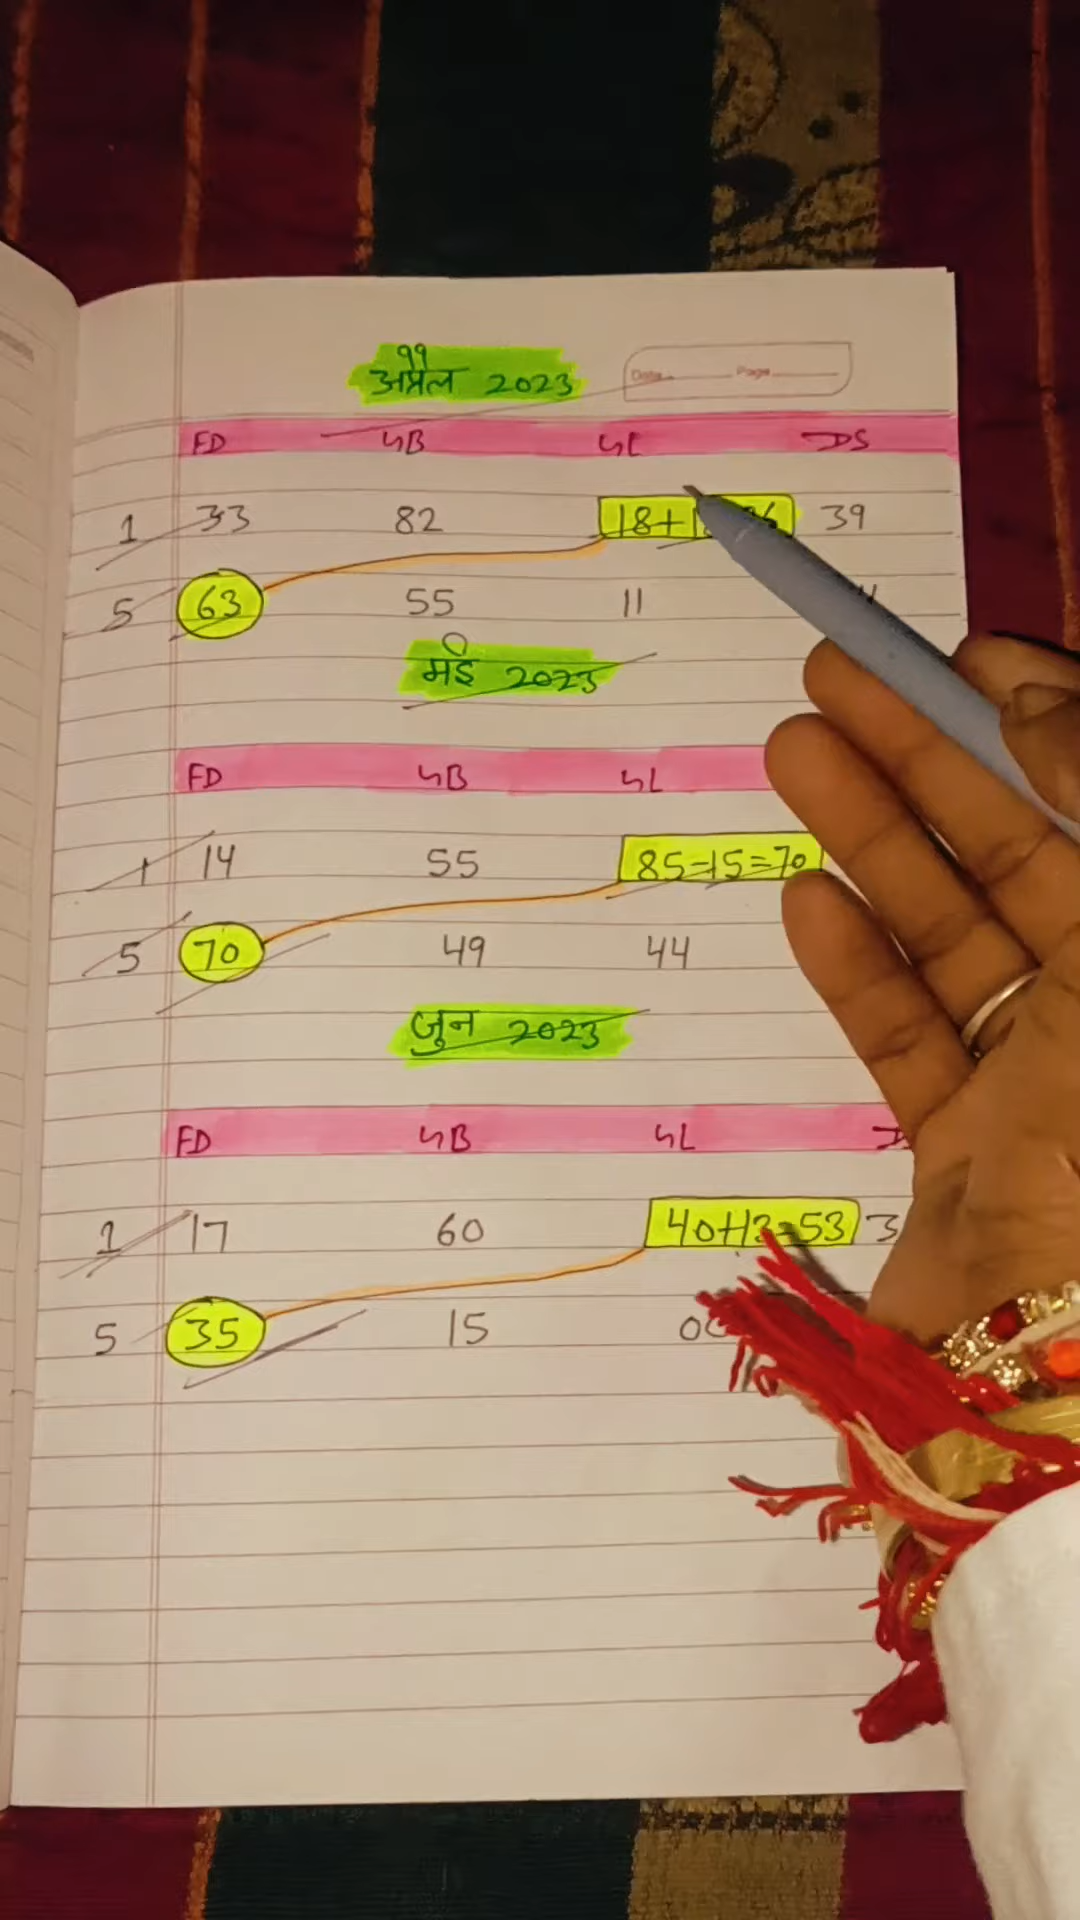 अप्रैल 2023
Date Page
FD GB GL DS
1 33 82 18+ 39
5 63 55 11
मई 2023
FD GB GL
1 14 55 85-15=70
5 70 49 44
जुन 2023
FD GB GL
1 17 60 40+13=53 3
5 35 15